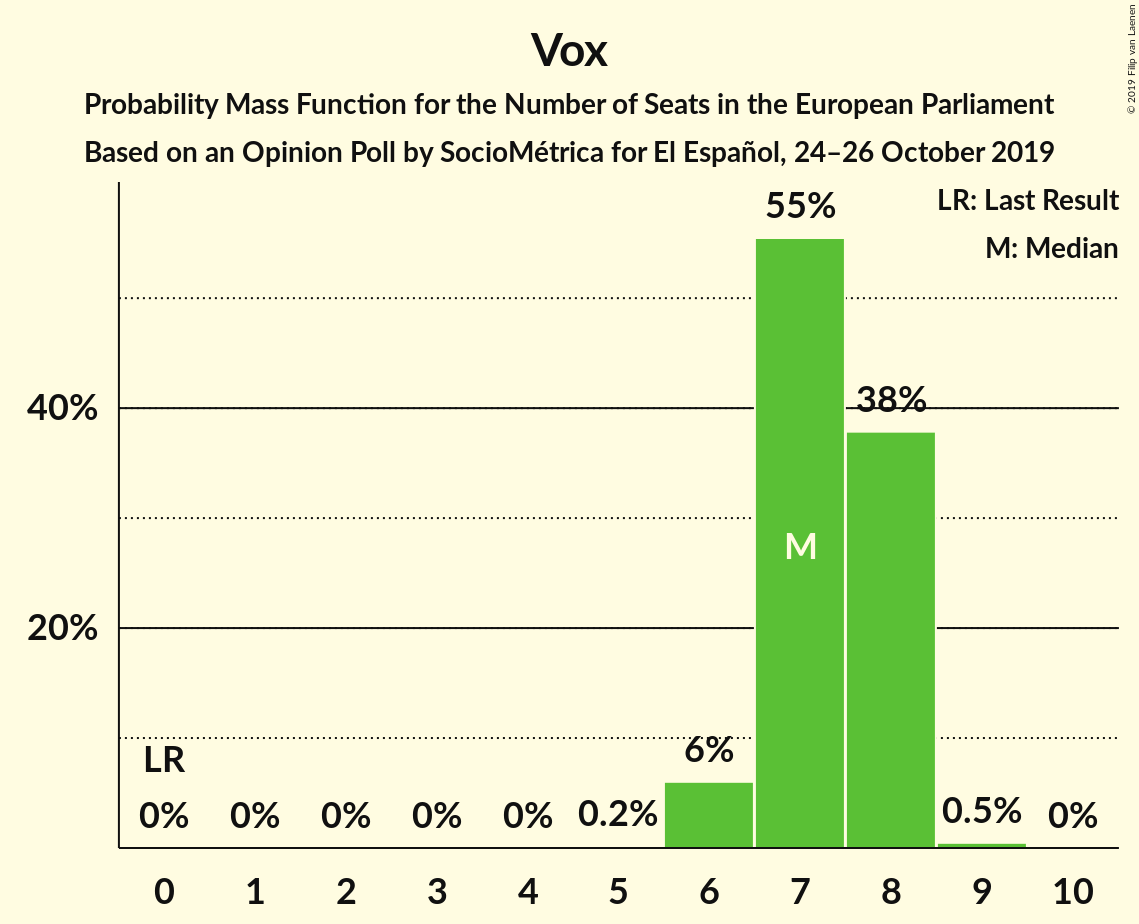 Vox
Probability Mass Function for the Number of Seats in the European Parliament
Based on an Opinion Poll by SocioMétrica for El Español, 24–26 October 2019
© 2019 Filip van Laenen
LR: Last Result
M: Median
55%
40%
38%
M
20%
LR
6%
0% 0% 0% 0% 0% 0.2% 0.5% 0%
0 1 2 3 4 5 6 7 8 9 10